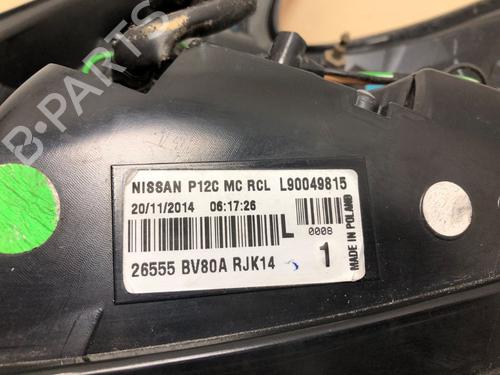 B-PARTS
NISSAN P12C MC RCL L90049815
20/11/2014 06:17:26
L 0008
26555 BV80A RJK14 1
MADE IN POLAND